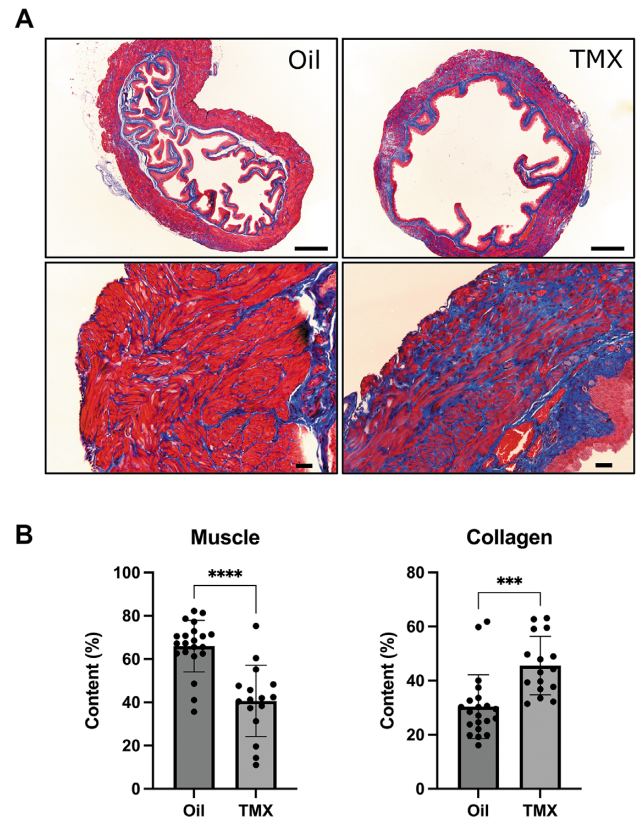 A
Oil
TMX
B
Muscle
Collagen
****
***
Content (%)
100
80
60
40
20
0
Oil
TMX
Content (%)
80
60
40
20
0
Oil
TMX